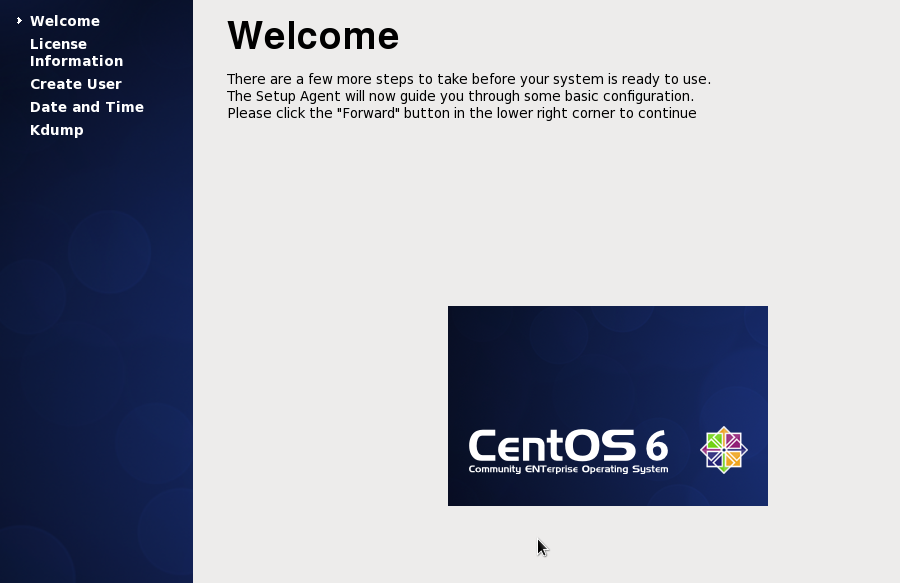 Welcome
License
Information
Create User
Date and Time
Kdump
Welcome
There are a few more steps to take before your system is ready to use.
The Setup Agent will now guide you through some basic configuration.
Please click the "Forward" button in the lower right corner to continue
CentOS 6
Community ENTerprise Operating System